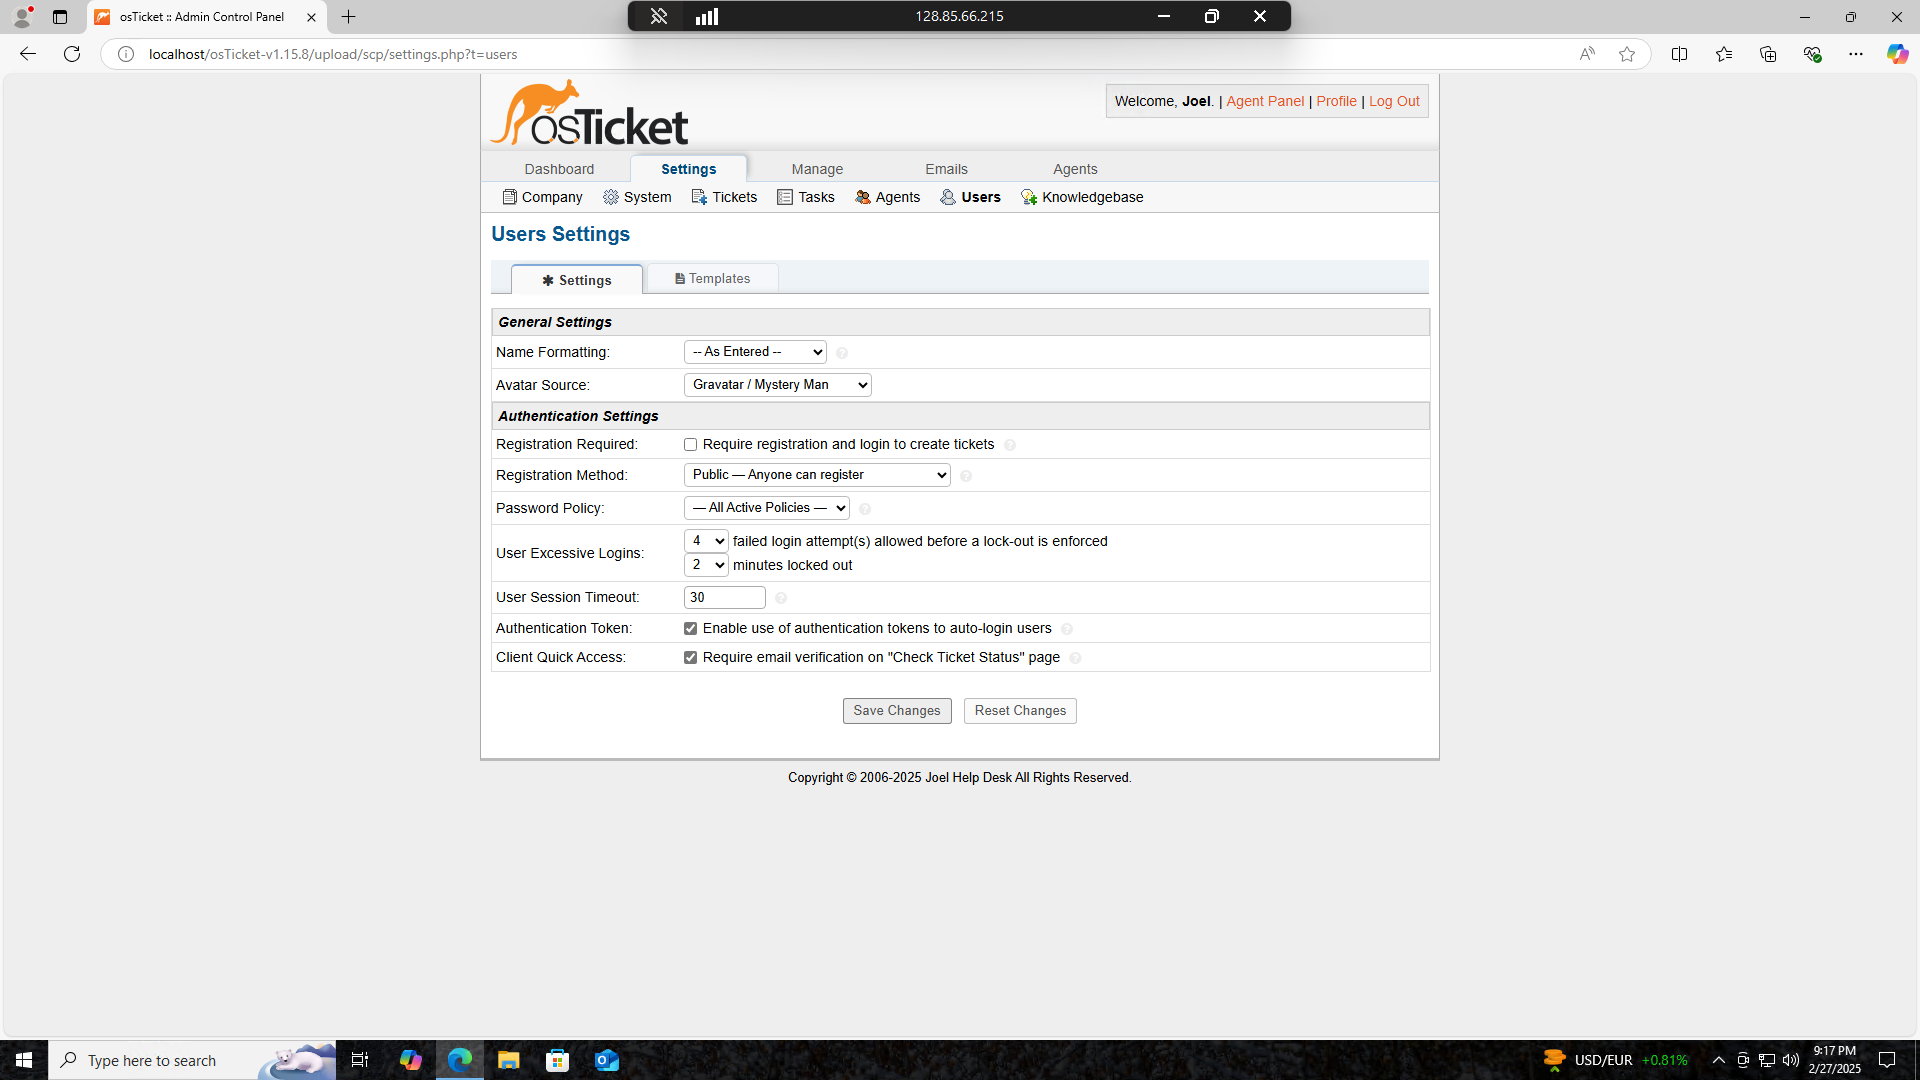 osTicket :: Admin Control Panel
128.85.66.215
localhost/osTicket-v1.15.8/upload/scp/settings.php?t=users
osTicket
Welcome, Joel. | Agent Panel | Profile | Log Out
Dashboard Settings Manage Emails Agents
Company System Tickets Tasks Agents Users Knowledgebase
Users Settings
Settings Templates
General Settings
Name Formatting: -- As Entered --
Avatar Source: Gravatar / Mystery Man
Authentication Settings
Registration Required: Require registration and login to create tickets
Registration Method: Public — Anyone can register
Password Policy: — All Active Policies —
User Excessive Logins: 4 failed login attempt(s) allowed before a lock-out is enforced
2 minutes locked out
User Session Timeout: 30
Authentication Token: Enable use of authentication tokens to auto-login users
Client Quick Access: Require email verification on "Check Ticket Status" page
Save Changes Reset Changes
Copyright © 2006-2025 Joel Help Desk All Rights Reserved.
Type here to search
USD/EUR +0.81%
9:17 PM
2/27/2025